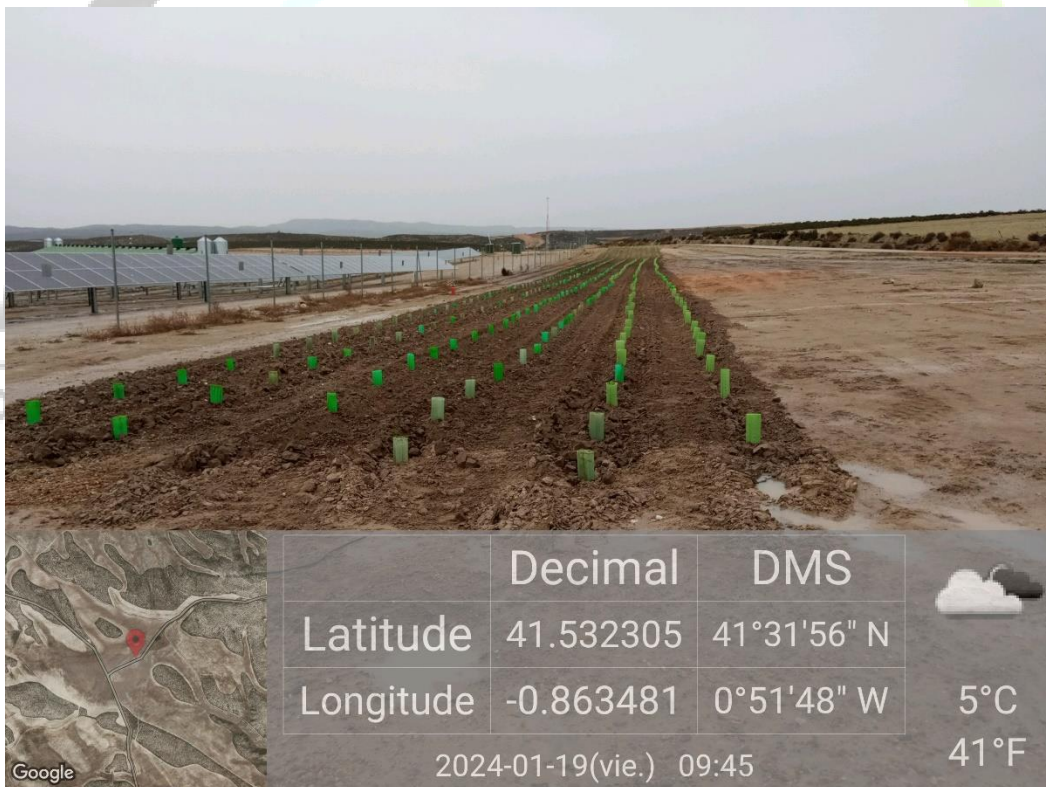 Decimal DMS
Latitude 41.532305 41°31'56" N
Longitude -0.863481 0°51'48" W
5°C
41°F
2024-01-19(vie.) 09:45
Google